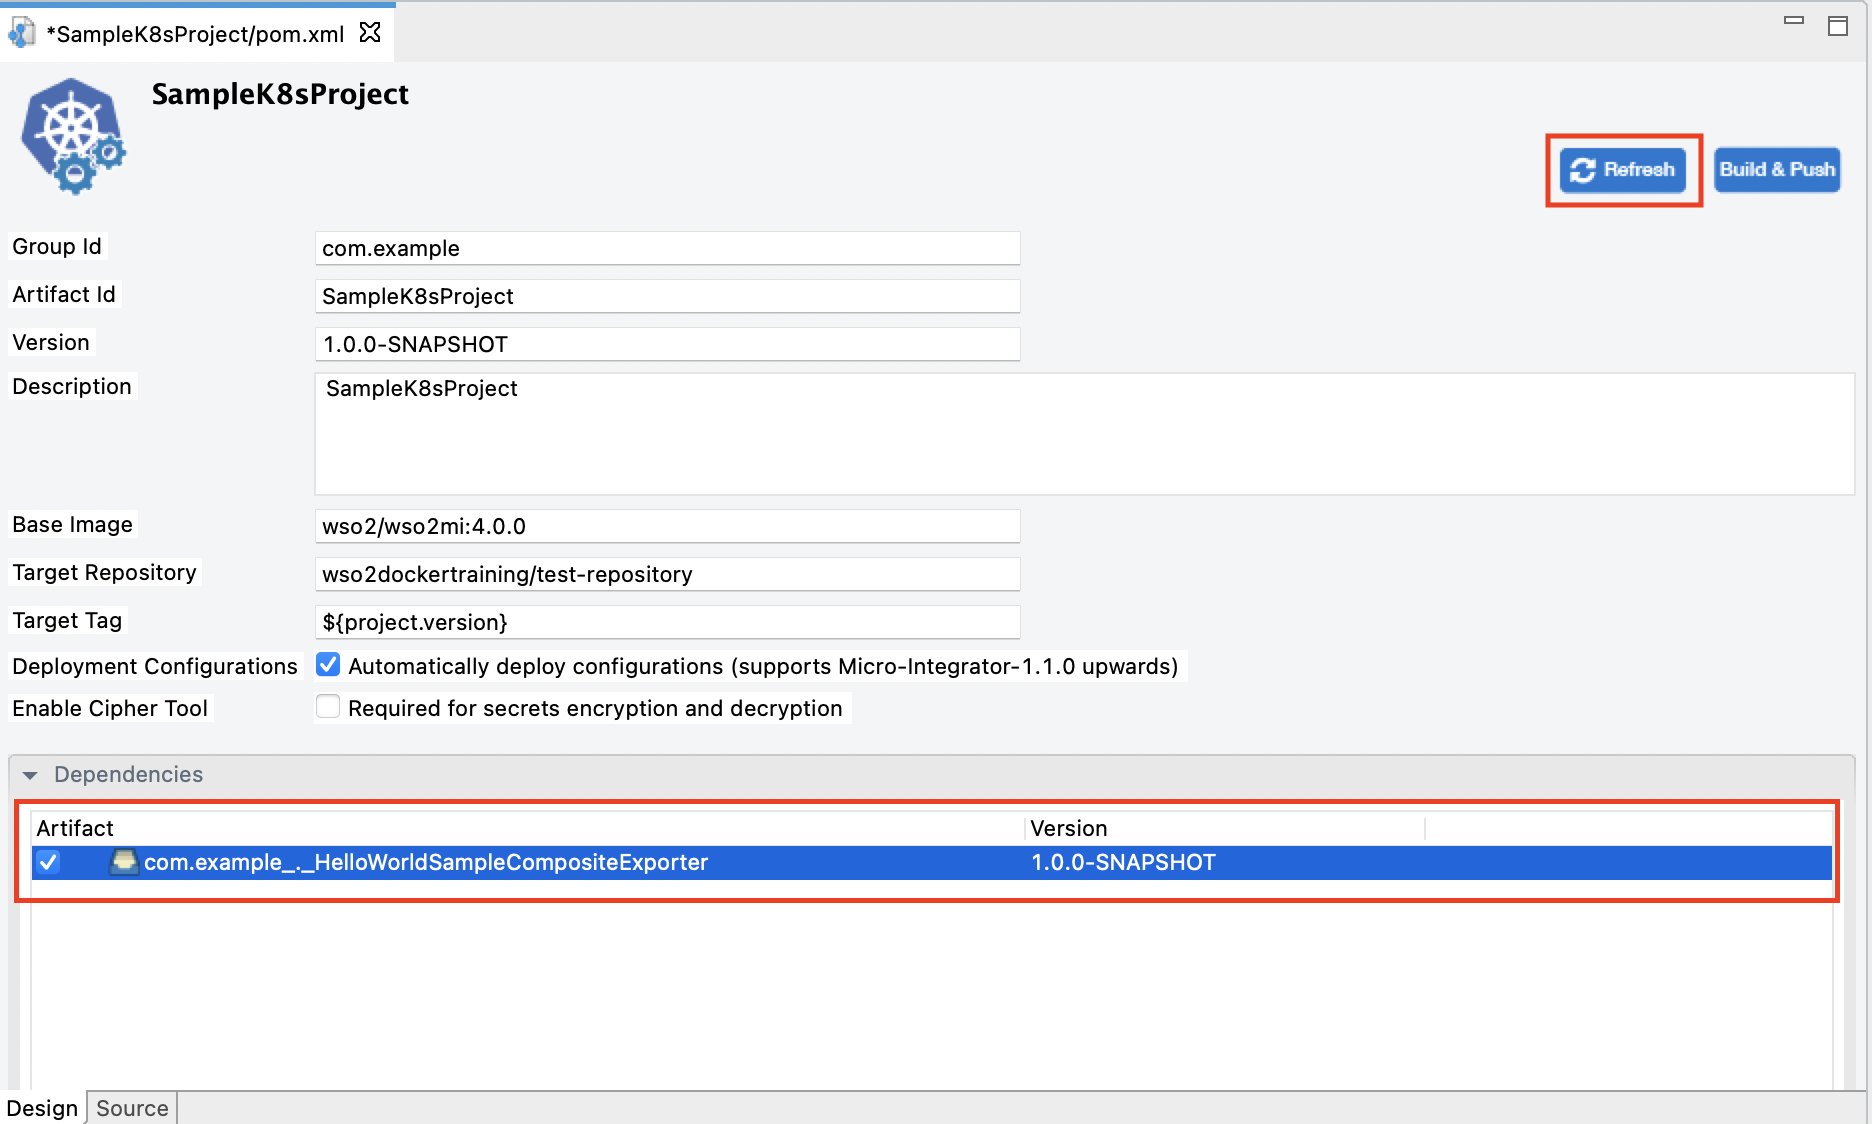 *SampleK8sProject/pom.xml
SampleK8sProject
Refresh
Build & Push
Group Id
com.example
Artifact Id
SampleK8sProject
Version
1.0.0-SNAPSHOT
Description
SampleK8sProject
Base Image
wso2/wso2mi:4.0.0
Target Repository
wso2dockertraining/test-repository
Target Tag
${project.version}
Deployment Configurations
Automatically deploy configurations (supports Micro-Integrator-1.1.0 upwards)
Enable Cipher Tool
Required for secrets encryption and decryption
Dependencies
Artifact
Version
com.example_._HelloWorldSampleCompositeExporter
1.0.0-SNAPSHOT
Design
Source